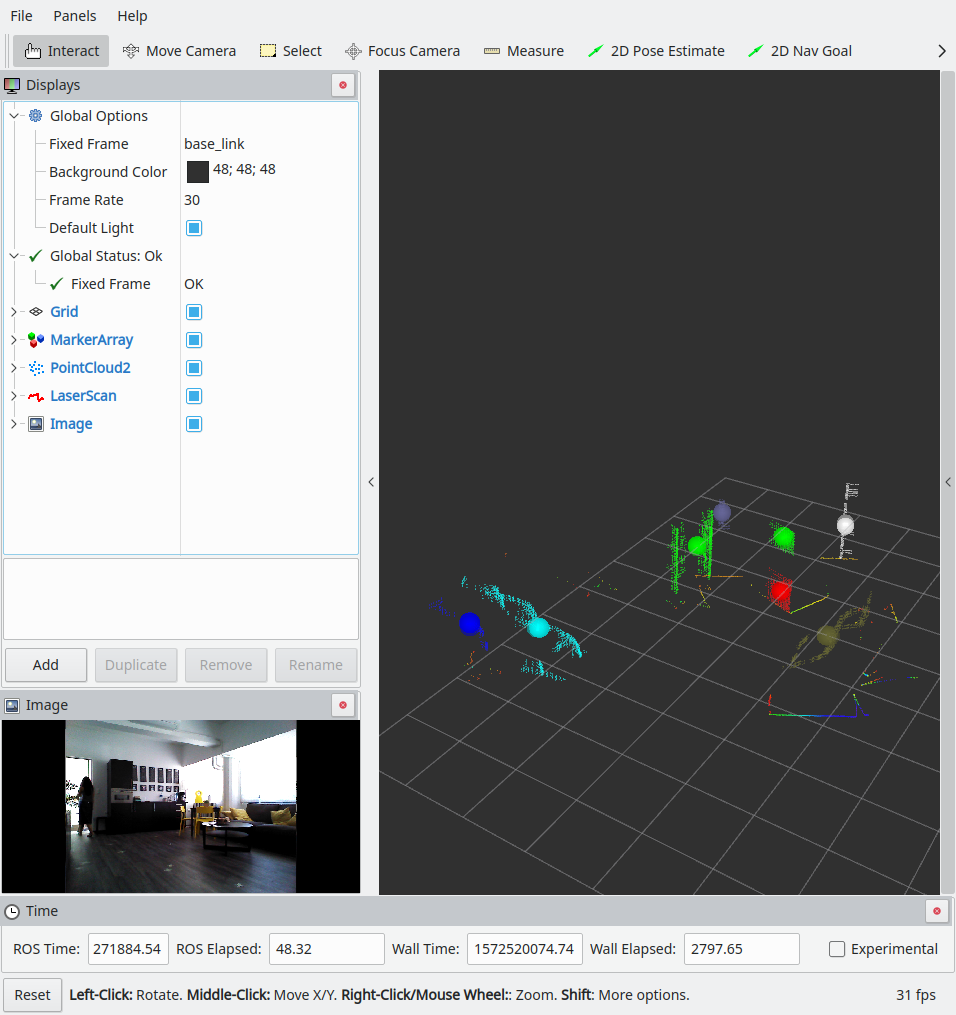 File Panels Help
Interact Move Camera Select Focus Camera Measure 2D Pose Estimate 2D Nav Goal
Displays
Global Options
Fixed Frame base_link
Background Color 48; 48; 48
Frame Rate 30
Default Light
Global Status: Ok
Fixed Frame OK
Grid
MarkerArray
PointCloud2
LaserScan
Image
Add Duplicate Remove Rename
Image
Time
ROS Time: 271884.54 ROS Elapsed: 48.32 Wall Time: 1572520074.74 Wall Elapsed: 2797.65 Experimental
Reset Left-Click: Rotate. Middle-Click: Move X/Y. Right-Click/Mouse Wheel:: Zoom. Shift: More options. 31 fps